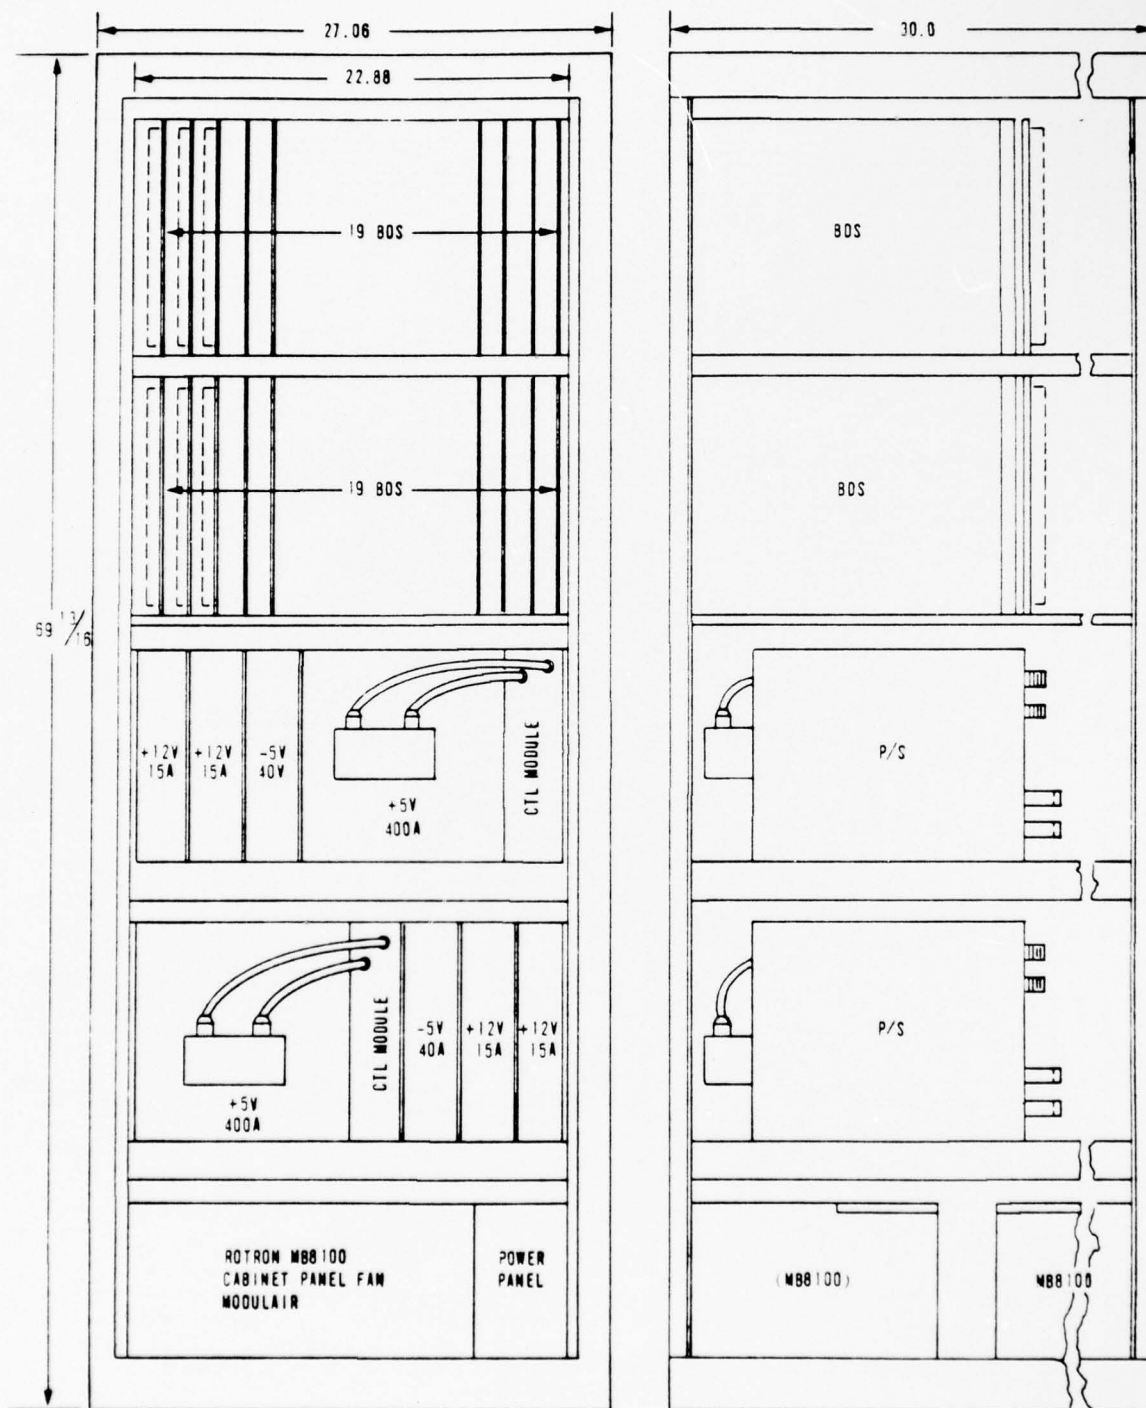 27.06
30.0
22.88
19 BDS
BDS
19 BDS
BDS
69 13/16
+12V
15A
+12V
15A
-5V
40V
+5V
400A
CTL MODULE
P/S
+5V
400A
CTL MODULE
-5V
40A
+12V
15A
+12V
15A
P/S
ROTRON MB8100
CABINET PANEL FAN
MODULAIR
POWER
PANEL
(MB8100)
MB8100